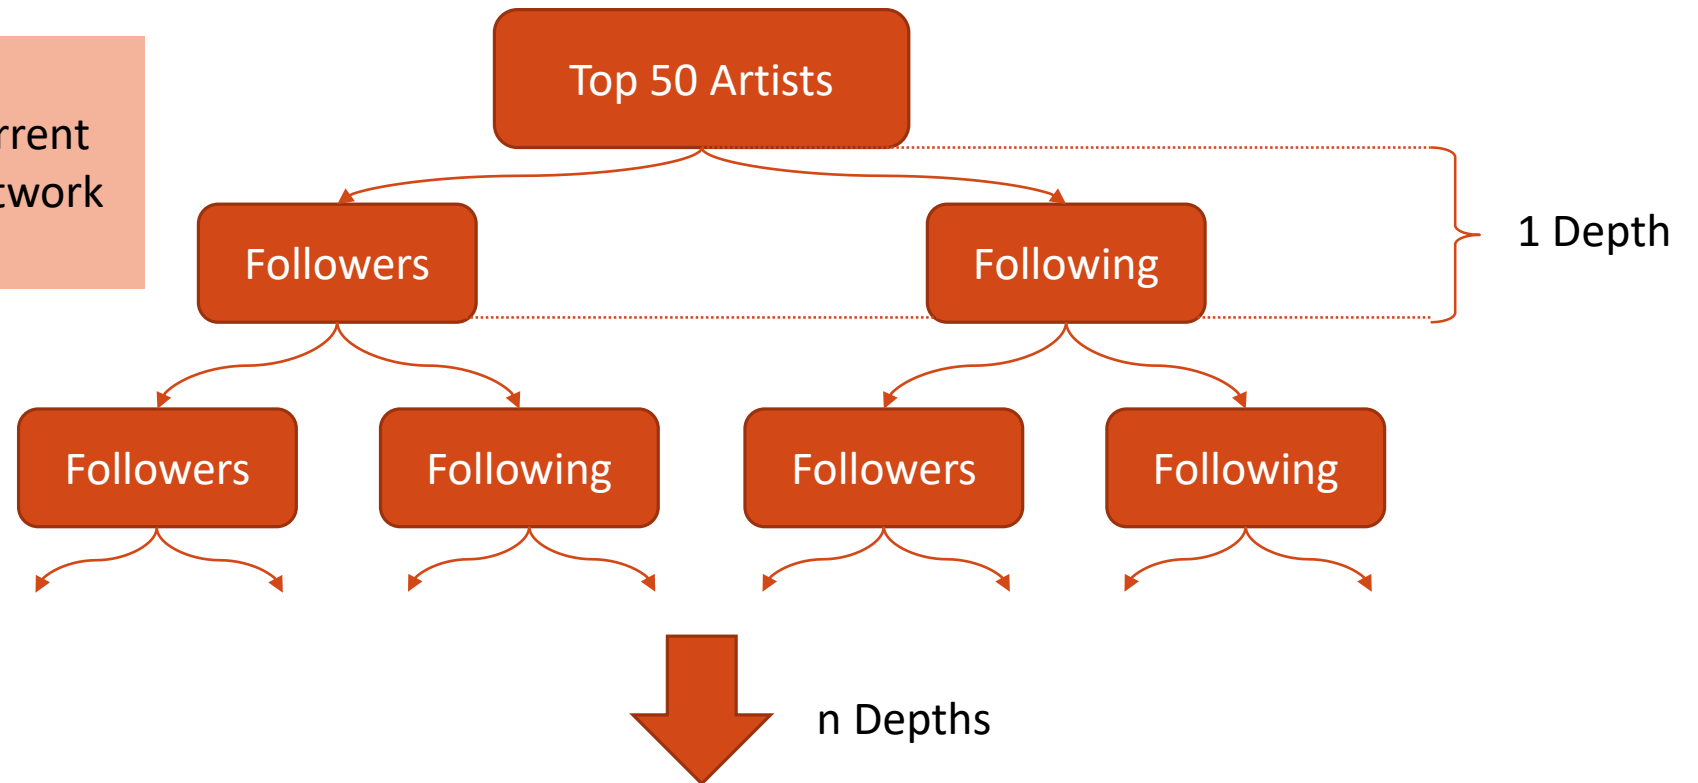 Top 50 Artists
rrent
twork
Followers
Following
1 Depth
Followers
Following
Followers
Following
n Depths